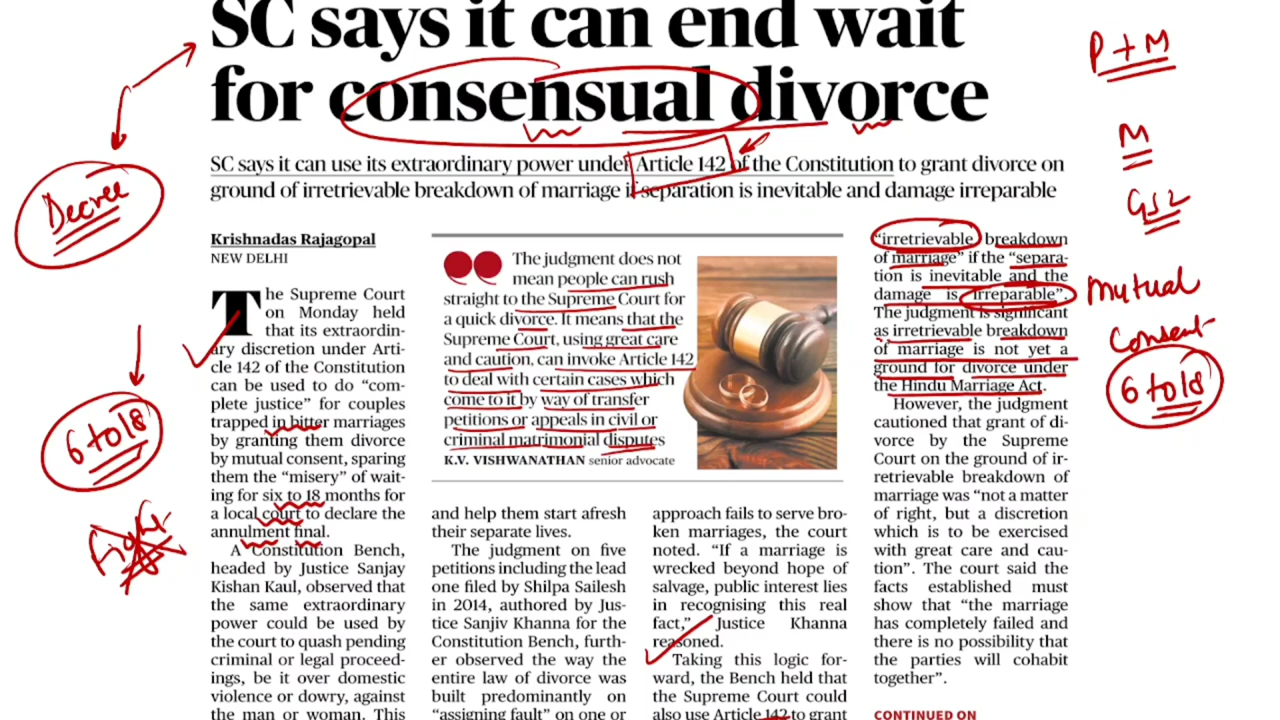 SC says it can end wait
for consensual divorce
SC says it can use its extraordinary power under Article 142 of the Constitution to grant divorce on
ground of irretrievable breakdown of marriage if separation is inevitable and damage irreparable
Krishnadas Rajagopal
NEW DELHI
The Supreme Court
on Monday held
that its extraordin-
ary discretion under Arti-
cle 142 of the Constitution
can be used to do “com-
plete justice” for couples
trapped in bitter marriages
by granting them divorce
by mutual consent, sparing
them the “misery” of wait-
ing for six to 18 months for
a local court to declare the
annulment final.
A Constitution Bench,
headed by Justice Sanjay
Kishan Kaul, observed that
the same extraordinary
power could be used by
the court to quash pending
criminal or legal proceed-
ings, be it over domestic
violence or dowry, against
the man or woman. This
The judgment does not
mean people can rush
straight to the Supreme Court for
a quick divorce. It means that the
Supreme Court, using great care
and caution, can invoke Article 142
to deal with certain cases which
come to it by way of transfer
petitions or appeals in civil or
criminal matrimonial disputes
K.V. VISHWANATHAN senior advocate
and help them start afresh
their separate lives.
The judgment on five
petitions including the lead
one filed by Shilpa Sailesh
in 2014, authored by Jus-
tice Sanjiv Khanna for the
Constitution Bench, furth-
er observed the way the
entire law of divorce was
built predominantly on
“assigning fault” on one or
approach fails to serve bro-
ken marriages, the court
noted. “If a marriage is
wrecked beyond hope of
salvage, public interest lies
in recognising this real
fact,” Justice Khanna
reasoned.
Taking this logic for-
ward, the Bench held that
the Supreme Court could
also use Article 142 to grant
“irretrievable breakdown
of marriage” if the “separa-
tion is inevitable and the
damage is irreparable”.
The judgment is significant
as irretrievable breakdown
of marriage is not yet a
ground for divorce under
the Hindu Marriage Act.
However, the judgment
cautioned that grant of di-
vorce by the Supreme
Court on the ground of ir-
retrievable breakdown of
marriage was “not a matter
of right, but a discretion
which is to be exercised
with great care and cau-
tion”. The court said the
facts established must
show that “the marriage
has completely failed and
there is no possibility that
the parties will cohabit
together”.
CONTINUED ON
Decree
6 to 18
Fight
P + M
M
GS2
Mutual
Consent
6 to 18